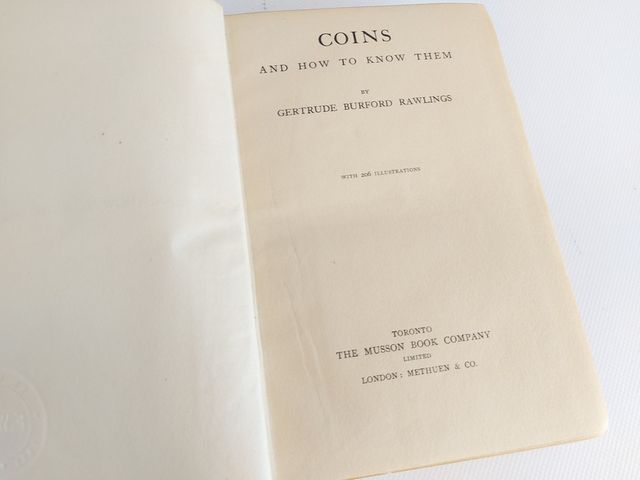 COINS
AND HOW TO KNOW THEM
BY
GERTRUDE BURFORD RAWLINGS
WITH 206 ILLUSTRATIONS
TORONTO
THE MUSSON BOOK COMPANY
LIMITED
LONDON: METHUEN & CO.